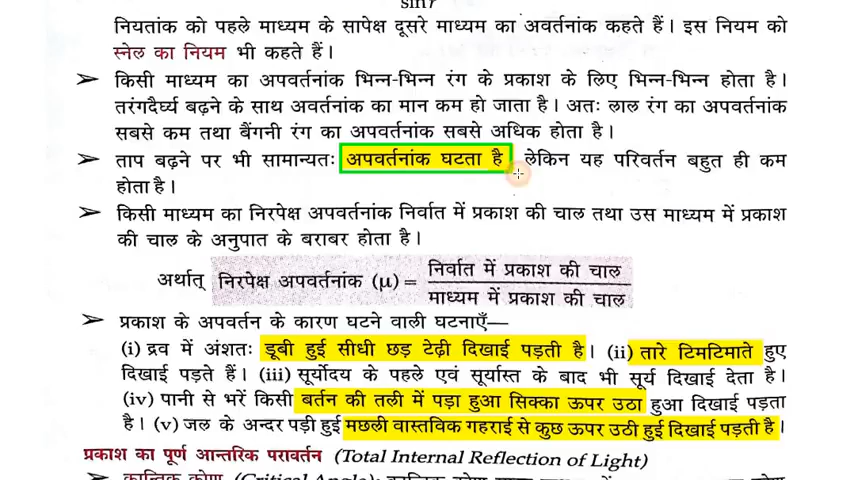 sin r
नियतांक को पहले माध्यम के सापेक्ष दूसरे माध्यम का अवर्तनांक कहते हैं। इस नियम को
स्नेल का नियम भी कहते हैं।
➢ किसी माध्यम का अपवर्तनांक भिन्न-भिन्न रंग के प्रकाश के लिए भिन्न-भिन्न होता है।
तरंगदैर्घ्य बढ़ने के साथ अवर्तनांक का मान कम हो जाता है। अतः लाल रंग का अपवर्तनांक
सबसे कम तथा बैंगनी रंग का अपवर्तनांक सबसे अधिक होता है।
➢ ताप बढ़ने पर भी सामान्यतः अपवर्तनांक घटता है लेकिन यह परिवर्तन बहुत ही कम
होता है।
➢ किसी माध्यम का निरपेक्ष अपवर्तनांक निर्वात में प्रकाश की चाल तथा उस माध्यम में प्रकाश
की चाल के अनुपात के बराबर होता है।
अर्थात् निरपेक्ष अपवर्तनांक (μ) = निर्वात में प्रकाश की चाल
माध्यम में प्रकाश की चाल
➢ प्रकाश के अपवर्तन के कारण घटने वाली घटनाएँ—
(i) द्रव में अंशतः डूबी हुई सीधी छड़ टेढ़ी दिखाई पड़ती है। (ii) तारे टिमटिमाते हुए
दिखाई पड़ते हैं। (iii) सूर्योदय के पहले एवं सूर्यास्त के बाद भी सूर्य दिखाई देता है।
(iv) पानी से भरें किसी बर्तन की तली में पड़ा हुआ सिक्का ऊपर उठा हुआ दिखाई पड़ता
है। (v) जल के अन्दर पड़ी हुई मछली वास्तविक गहराई से कुछ ऊपर उठी हुई दिखाई पड़ती है।
प्रकाश का पूर्ण आन्तरिक परावर्तन (Total Internal Reflection of Light)
➢ क्रान्तिक कोण (Critical Angle):